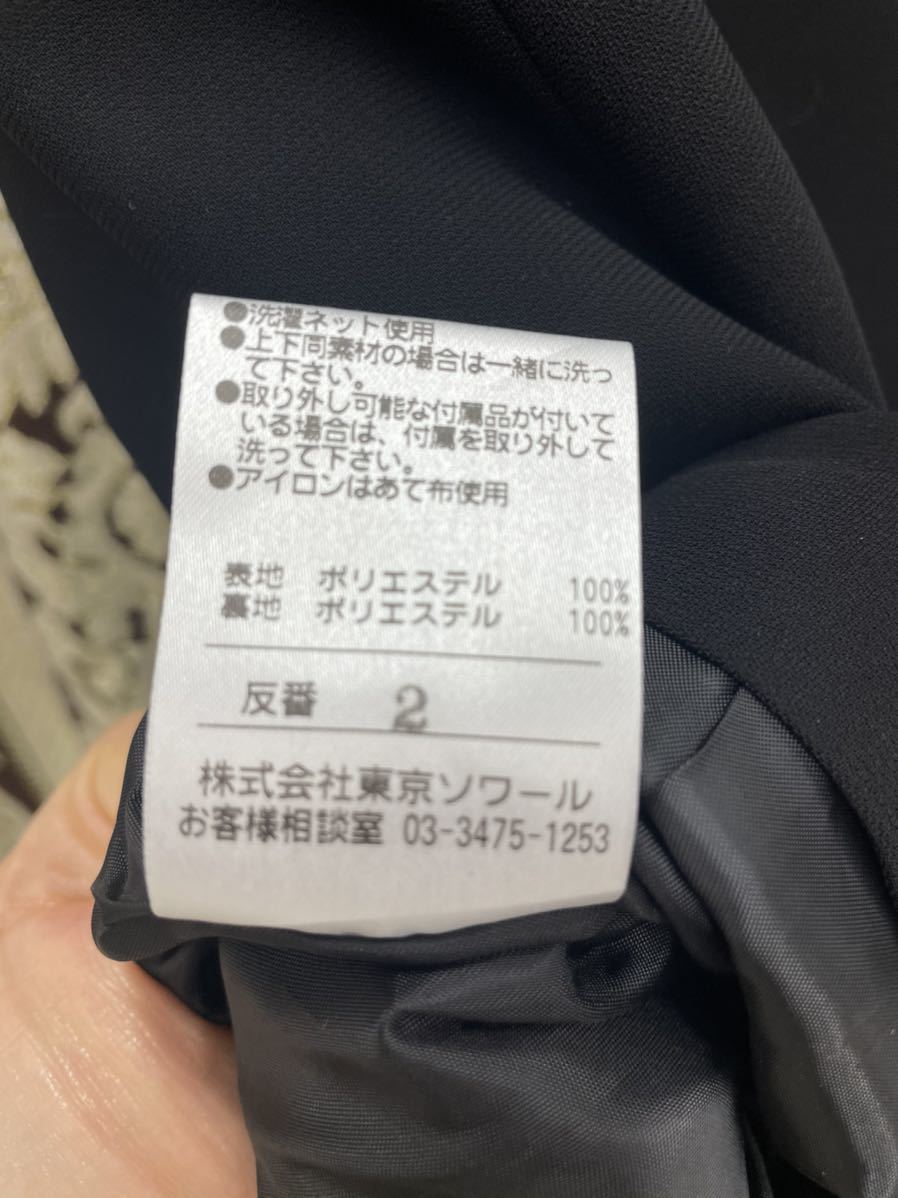 ●洗濯ネット使用
●上下同素材の場合は一緒に洗っ
て下さい。
●取り外し可能な付属品が付いて
いる場合は、付属を取り外して
洗って下さい。
●アイロンはあて布使用
表地 ポリエステル 100%
裏地 ポリエステル 100%
反番 2
株式会社東京ソワール
お客様相談室 03-3475-1253